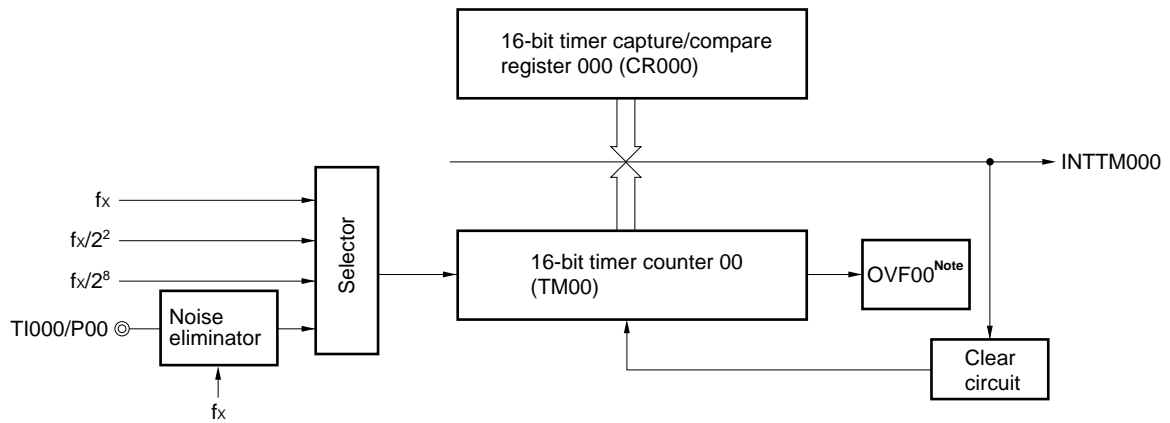 16-bit timer capture/compare
register 000 (CR000)
INTTM000
fX
fX/2²
fX/2⁸
TI000/P00
Noise
eliminator
fX
Selector
16-bit timer counter 00
(TM00)
OVF00Note
Clear
circuit